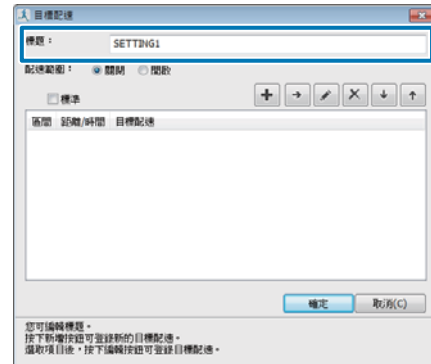 目標配速
標題： SETTING1
配速範圍： 關閉 開啟
標準
區間 距離/時間 目標配速
確定 取消(C)
您可編輯標題。
按下新增按鈕可登錄新的目標配速。
選取項目後，按下編輯按鈕可登錄目標配速。